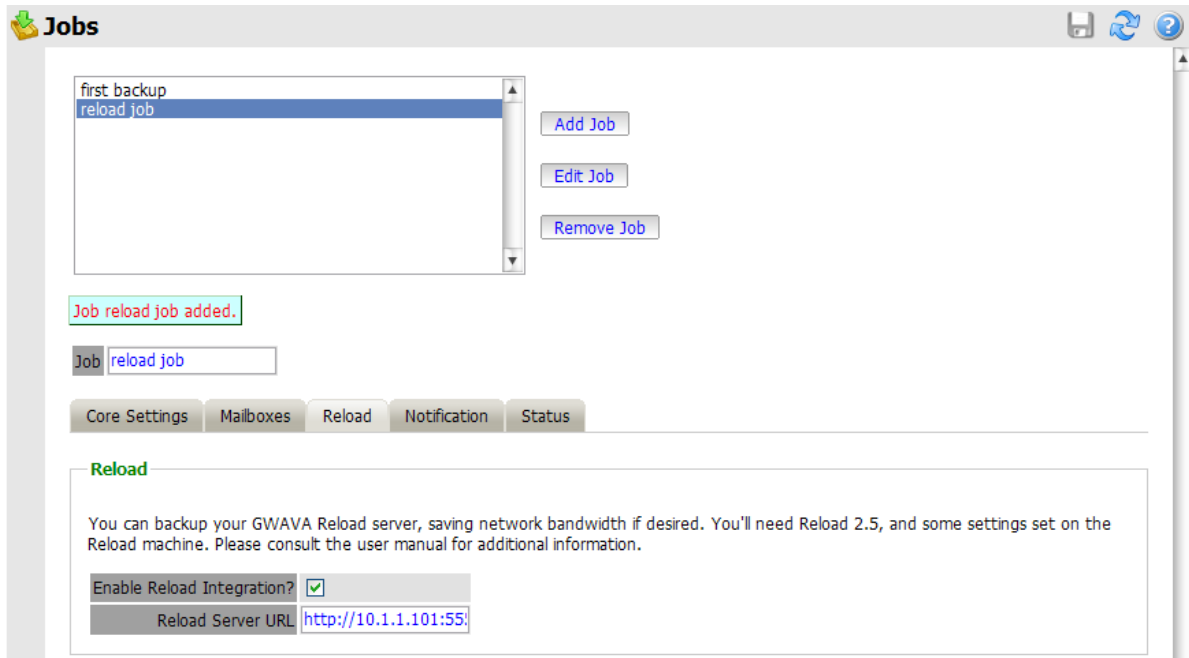 Jobs
first backup
reload job
Add Job
Edit Job
Remove Job
Job reload job added.
Job reload job
Core Settings Mailboxes Reload Notification Status
Reload
You can backup your GWAVA Reload server, saving network bandwidth if desired. You'll need Reload 2.5, and some settings set on the
Reload machine. Please consult the user manual for additional information.
Enable Reload Integration?
Reload Server URL http://10.1.1.101:55